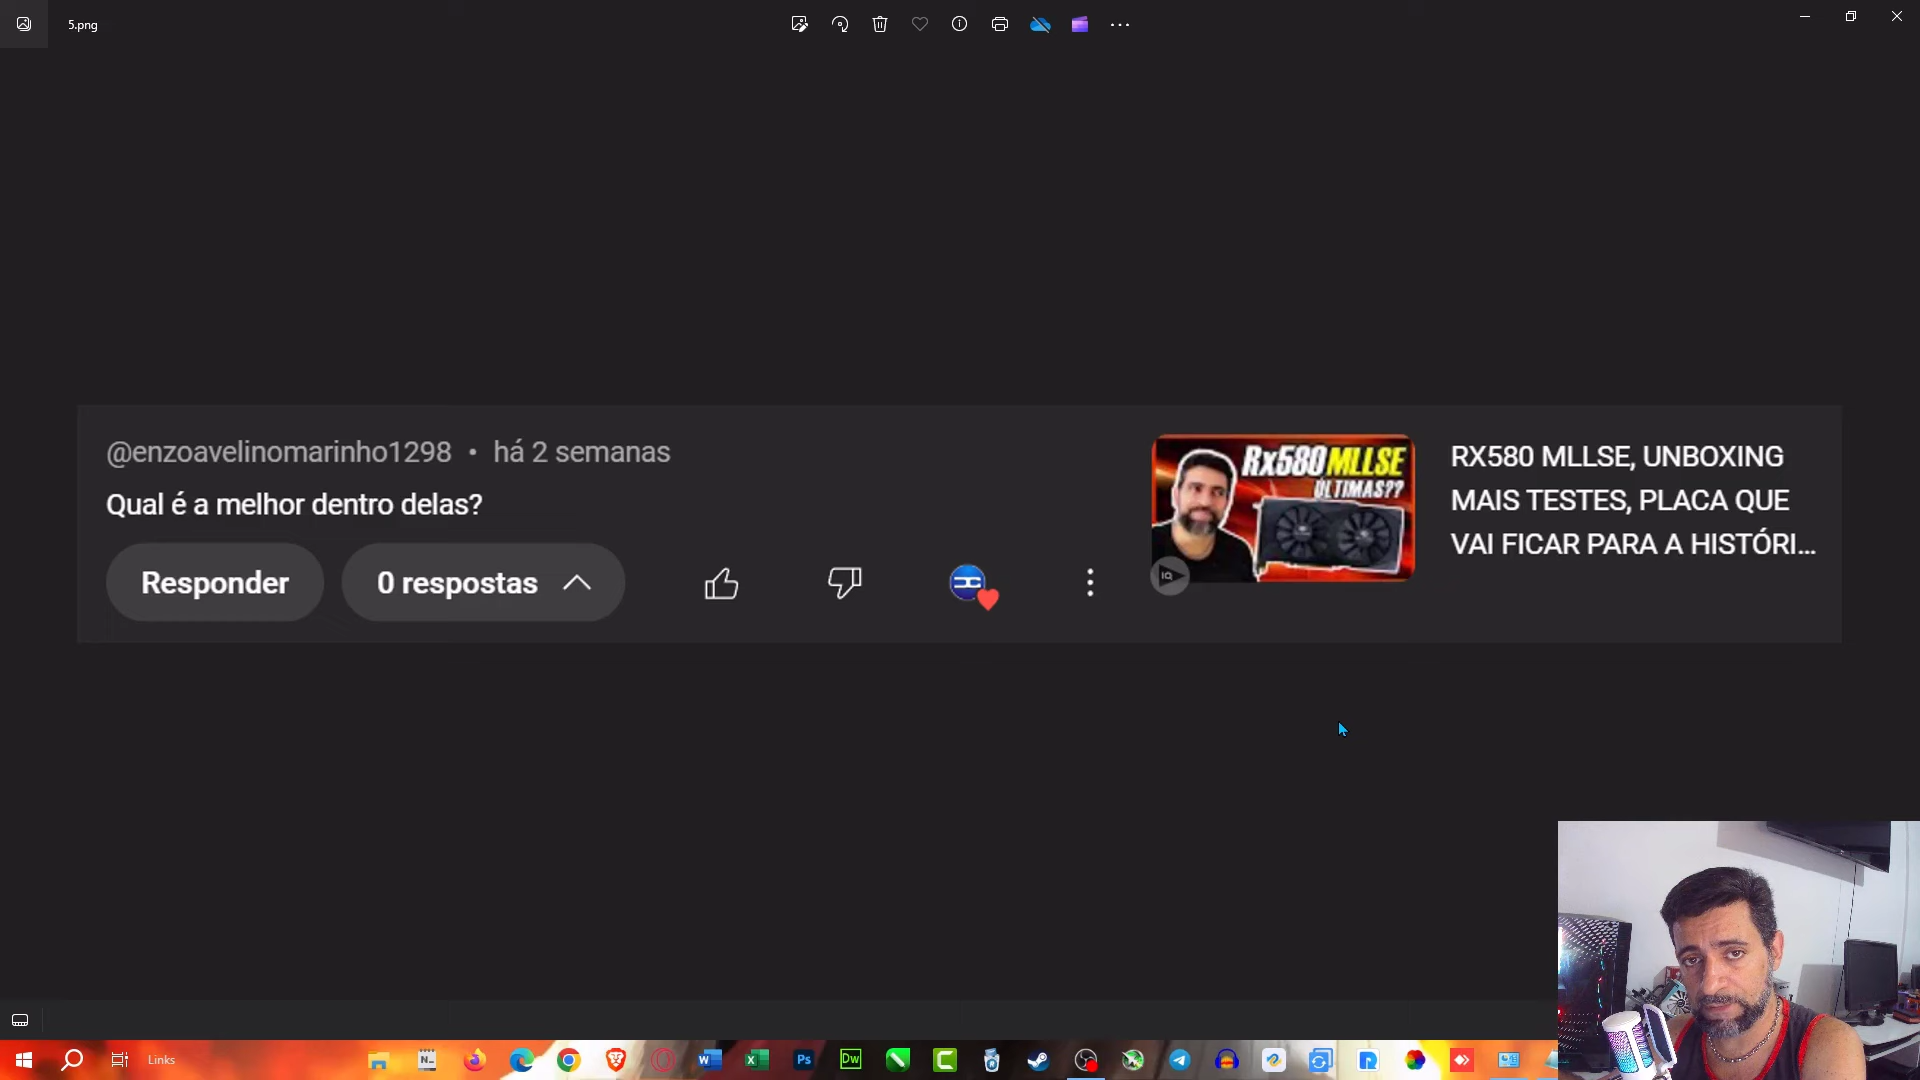 5.png
@enzoavelinomarinho1298 • há 2 semanas
Qual é a melhor dentro delas?
Responder
0 respostas
Rx580 MLLSE
ÚLTIMAS??
IQ
RX580 MLLSE, UNBOXING
MAIS TESTES, PLACA QUE
VAI FICAR PARA A HISTÓRI...
Links